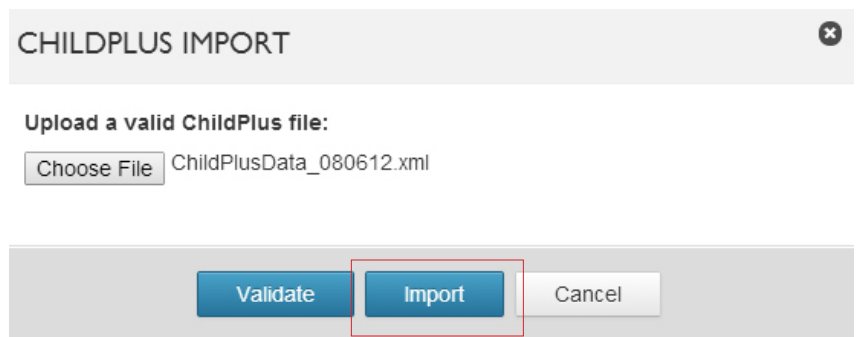 CHILDPLUS IMPORT
Upload a valid ChildPlus file:
Choose File ChildPlusData_080612.xml
Validate Import Cancel